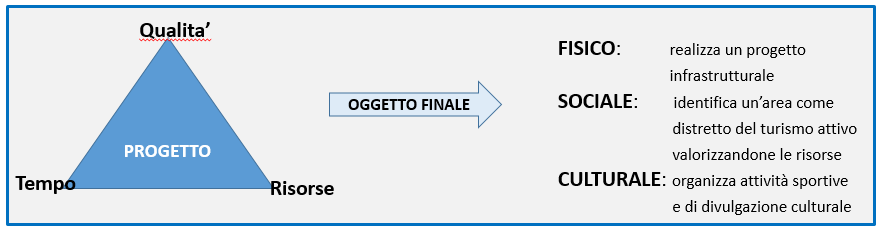 Qualita’
PROGETTO
Tempo
Risorse
OGGETTO FINALE
FISICO: realizza un progetto
infrastrutturale
SOCIALE: identifica un’area come
distretto del turismo attivo
valorizzandone le risorse
CULTURALE: organizza attività sportive
e di divulgazione culturale